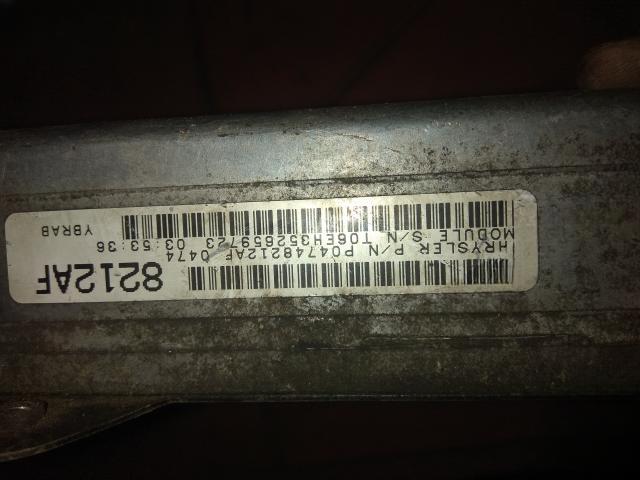 HRYSLER P/N P04748212AF 0474
MODULE S/N T06EH352659723 03:53:36
8212AF
YBRAB